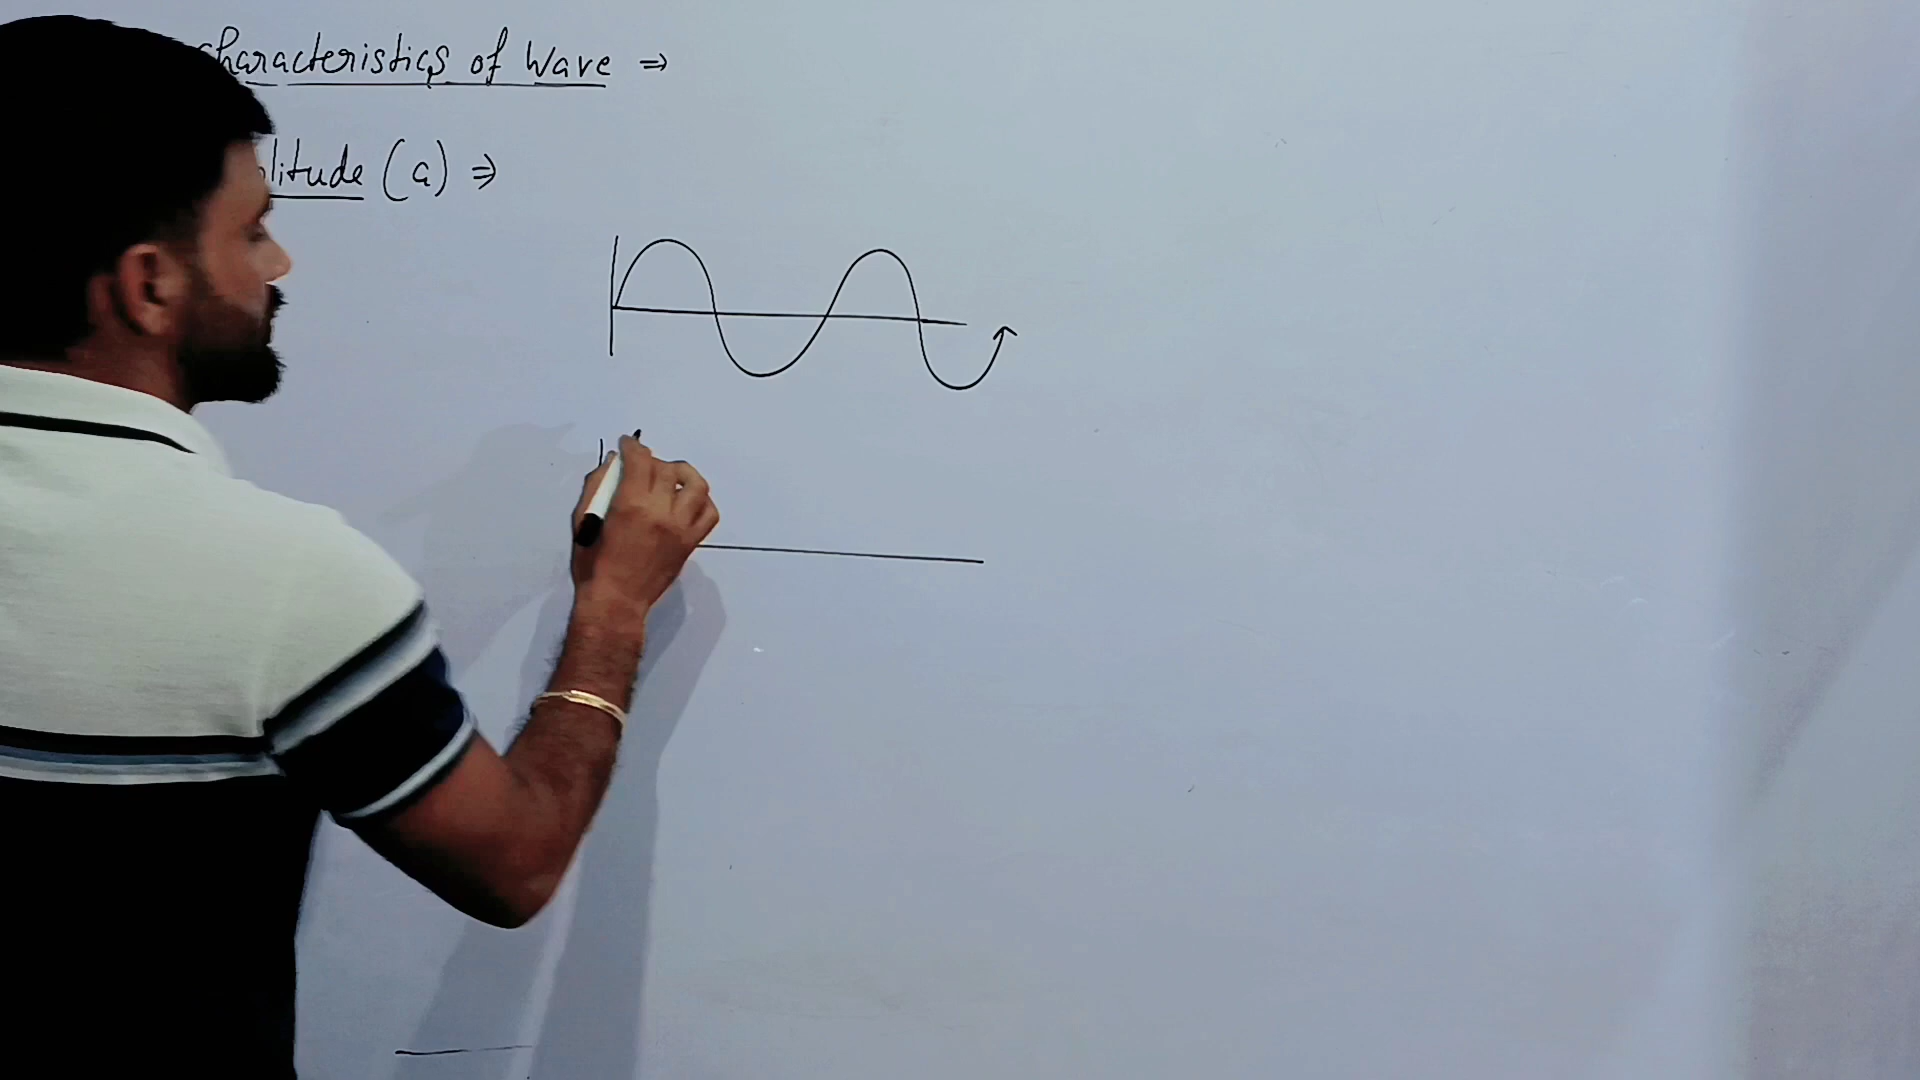 characteristics of Wave ⇒
litude (a) ⇒